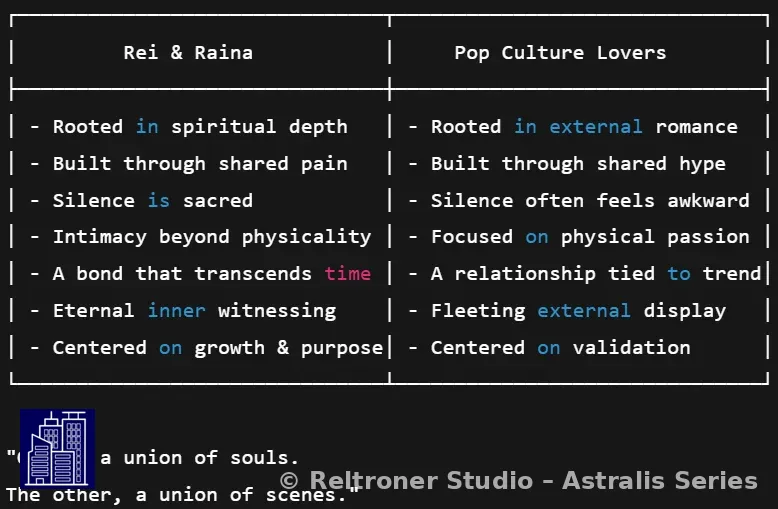 Rei & Raina | Pop Culture Lovers
- Rooted in spiritual depth | - Rooted in external romance
- Built through shared pain | - Built through shared hype
- Silence is sacred | - Silence often feels awkward
- Intimacy beyond physicality | - Focused on physical passion
- A bond that transcends time | - A relationship tied to trend
- Eternal inner witnessing | - Fleeting external display
- Centered on growth & purpose | - Centered on validation
a union of souls.
The other, a union of scenes."
© Reltroner Studio – Astralis Series